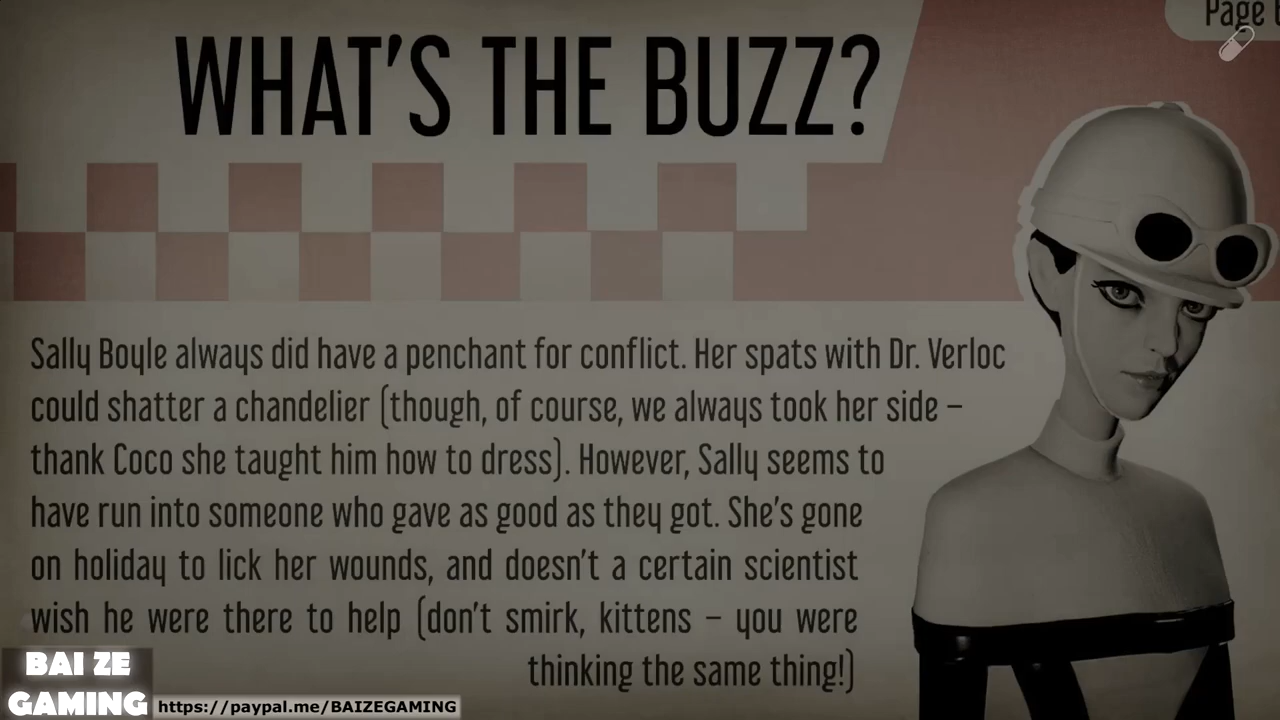 Page
WHAT'S THE BUZZ?
Sally Boyle always did have a penchant for conflict. Her spats with Dr. Verloc
could shatter a chandelier (though, of course, we always took her side –
thank Coco she taught him how to dress). However, Sally seems to
have run into someone who gave as good as they got. She's gone
on holiday to lick her wounds, and doesn't a certain scientist
wish he were there to help (don't smirk, kittens – you were
thinking the same thing!)
BAI ZE
GAMING
https://paypal.me/BAIZEGAMING